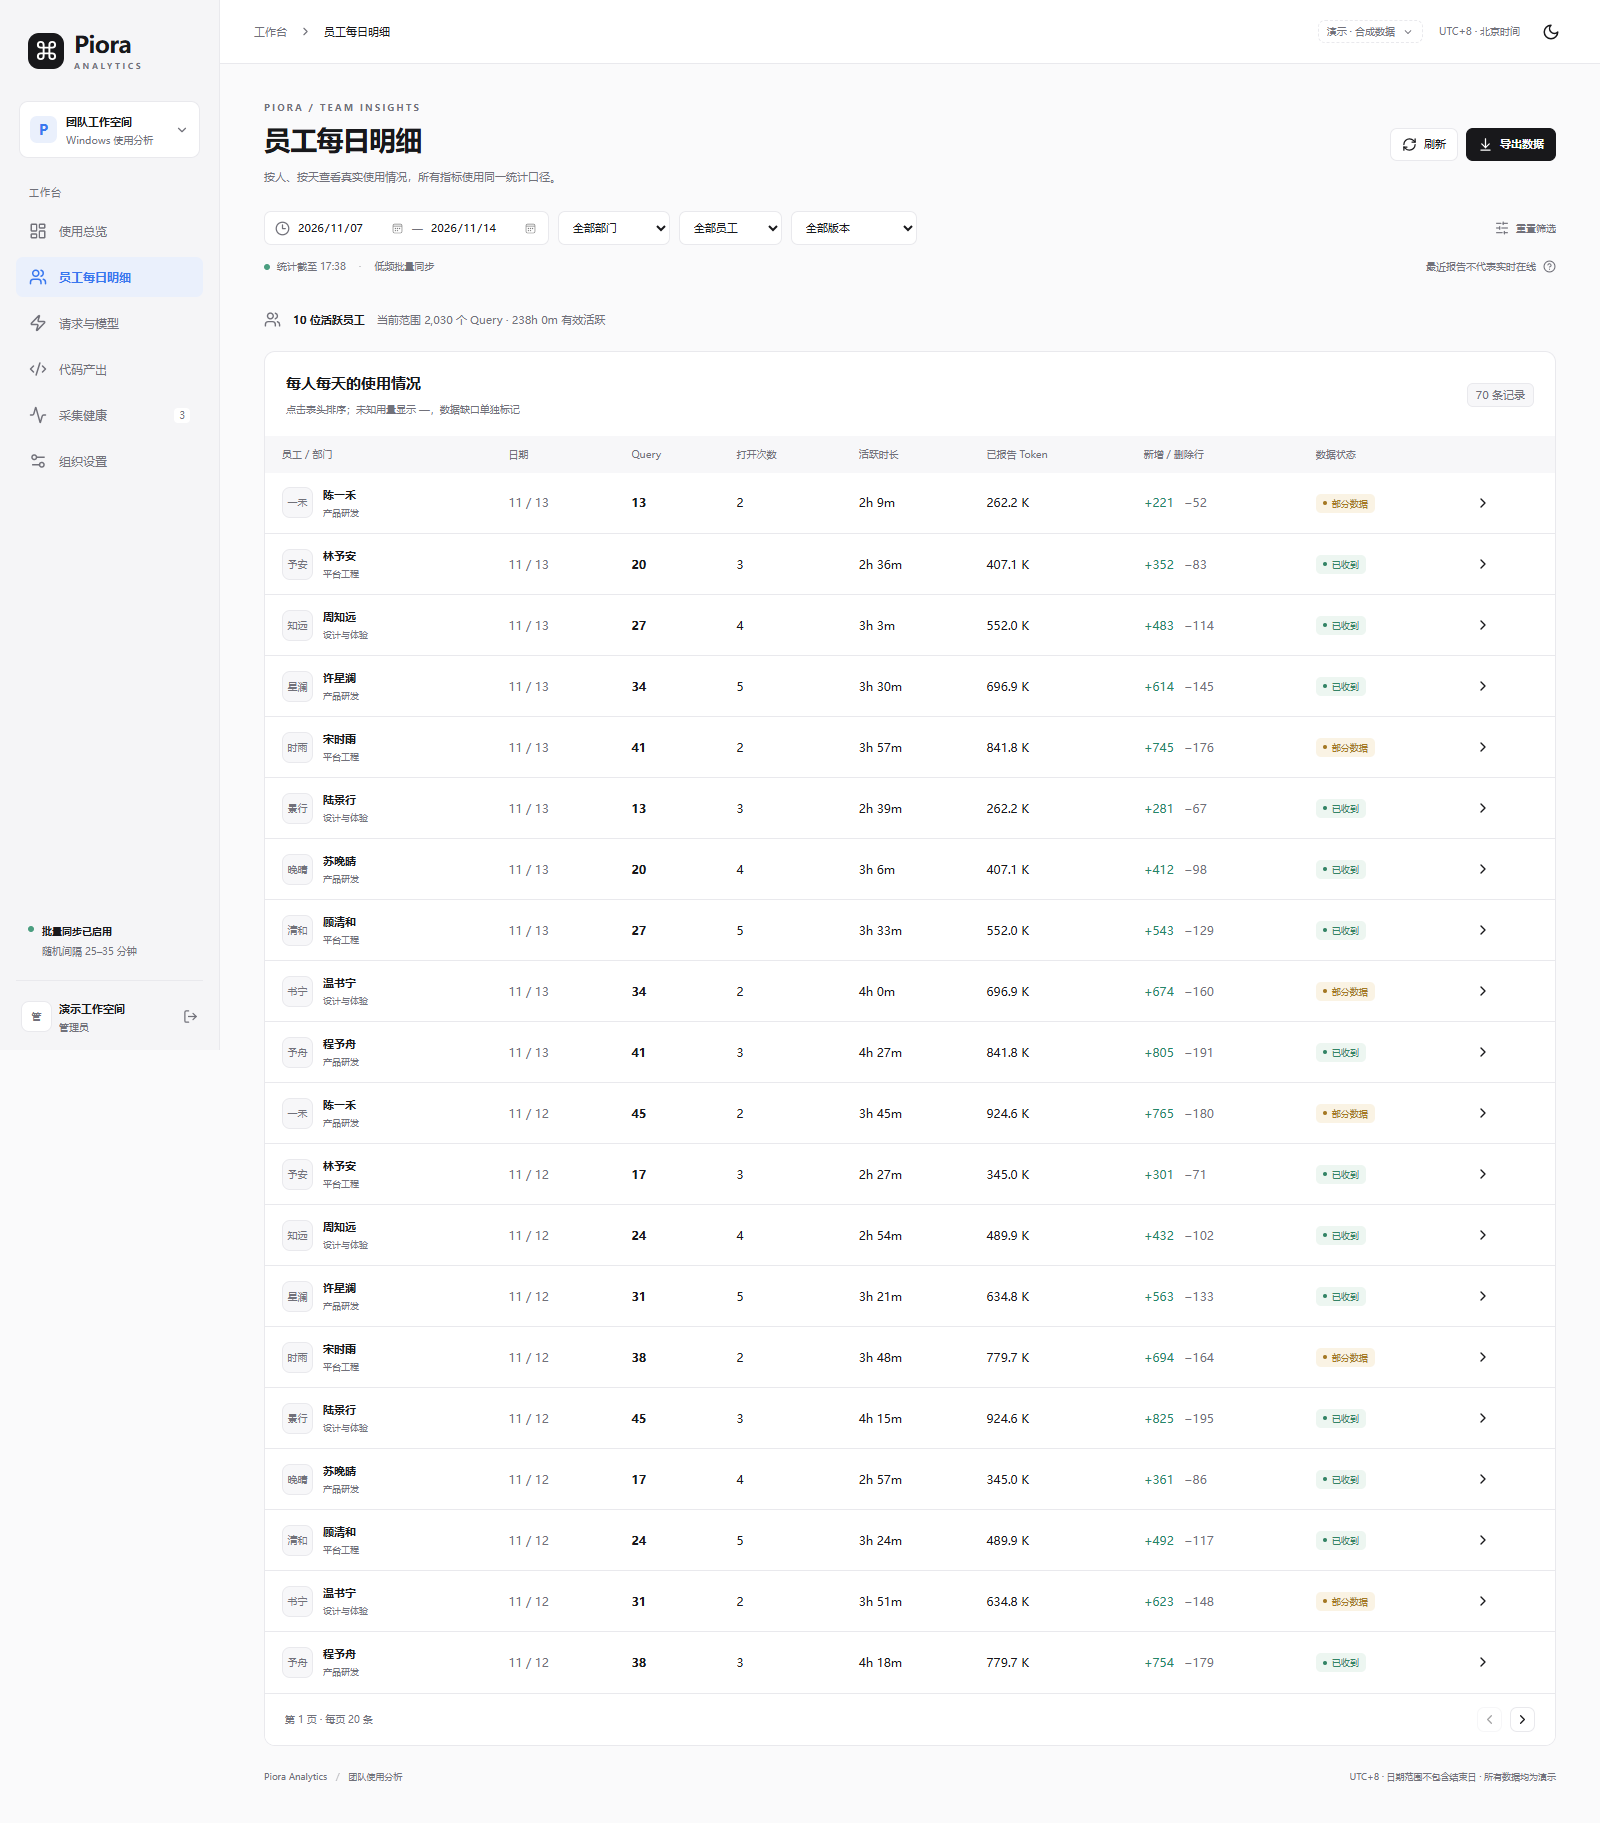 Piora
ANALYTICS
P
团队工作空间
Windows 使用分析
工作台
使用总览
员工每日明细
请求与模型
代码产出
采集健康 3
组织设置
批量同步已启用
随机间隔 25–35 分钟
管
演示工作空间
管理员
工作台 员工每日明细
演示 · 合成数据 UTC+8 · 北京时间
PIORA / TEAM INSIGHTS
员工每日明细
按人、按天查看真实使用情况，所有指标使用同一统计口径。
刷新 导出数据
2026/11/07 — 2026/11/14 全部部门 全部员工 全部版本 重置筛选
统计截至 17:38 · 低频批量同步 最近报告不代表实时在线
10 位活跃员工 当前范围 2,030 个 Query · 238h 0m 有效活跃
每人每天的使用情况
点击表头排序；未知用量显示 —，数据缺口单独标记
70 条记录
员工 / 部门 日期 Query 打开次数 活跃时长 已报告 Token 新增 / 删除行 数据状态
一禾 陈一禾 产品研发 11 / 13 13 2 2h 9m 262.2 K +221 −52 部分数据
予安 林予安 平台工程 11 / 13 20 3 2h 36m 407.1 K +352 −83 已收到
知远 周知远 设计与体验 11 / 13 27 4 3h 3m 552.0 K +483 −114 已收到
星澜 许星澜 产品研发 11 / 13 34 5 3h 30m 696.9 K +614 −145 已收到
时雨 宋时雨 平台工程 11 / 13 41 2 3h 57m 841.8 K +745 −176 部分数据
景行 陆景行 设计与体验 11 / 13 13 3 2h 39m 262.2 K +281 −67 已收到
晚晴 苏晚晴 产品研发 11 / 13 20 4 3h 6m 407.1 K +412 −98 已收到
清和 顾清和 平台工程 11 / 13 27 5 3h 33m 552.0 K +543 −129 已收到
书宁 温书宁 设计与体验 11 / 13 34 2 4h 0m 696.9 K +674 −160 部分数据
予舟 程予舟 产品研发 11 / 13 41 3 4h 27m 841.8 K +805 −191 已收到
一禾 陈一禾 产品研发 11 / 12 45 2 3h 45m 924.6 K +765 −180 部分数据
予安 林予安 平台工程 11 / 12 17 3 2h 27m 345.0 K +301 −71 已收到
知远 周知远 设计与体验 11 / 12 24 4 2h 54m 489.9 K +432 −102 已收到
星澜 许星澜 产品研发 11 / 12 31 5 3h 21m 634.8 K +563 −133 已收到
时雨 宋时雨 平台工程 11 / 12 38 2 3h 48m 779.7 K +694 −164 部分数据
景行 陆景行 设计与体验 11 / 12 45 3 4h 15m 924.6 K +825 −195 已收到
晚晴 苏晚晴 产品研发 11 / 12 17 4 2h 57m 345.0 K +361 −86 已收到
清和 顾清和 平台工程 11 / 12 24 5 3h 24m 489.9 K +492 −117 已收到
书宁 温书宁 设计与体验 11 / 12 31 2 3h 51m 634.8 K +623 −148 部分数据
予舟 程予舟 产品研发 11 / 12 38 3 4h 18m 779.7 K +754 −179 已收到
第 1 页 · 每页 20 条
Piora Analytics / 团队使用分析 UTC+8 · 日期范围不包含结束日 · 所有数据均为演示